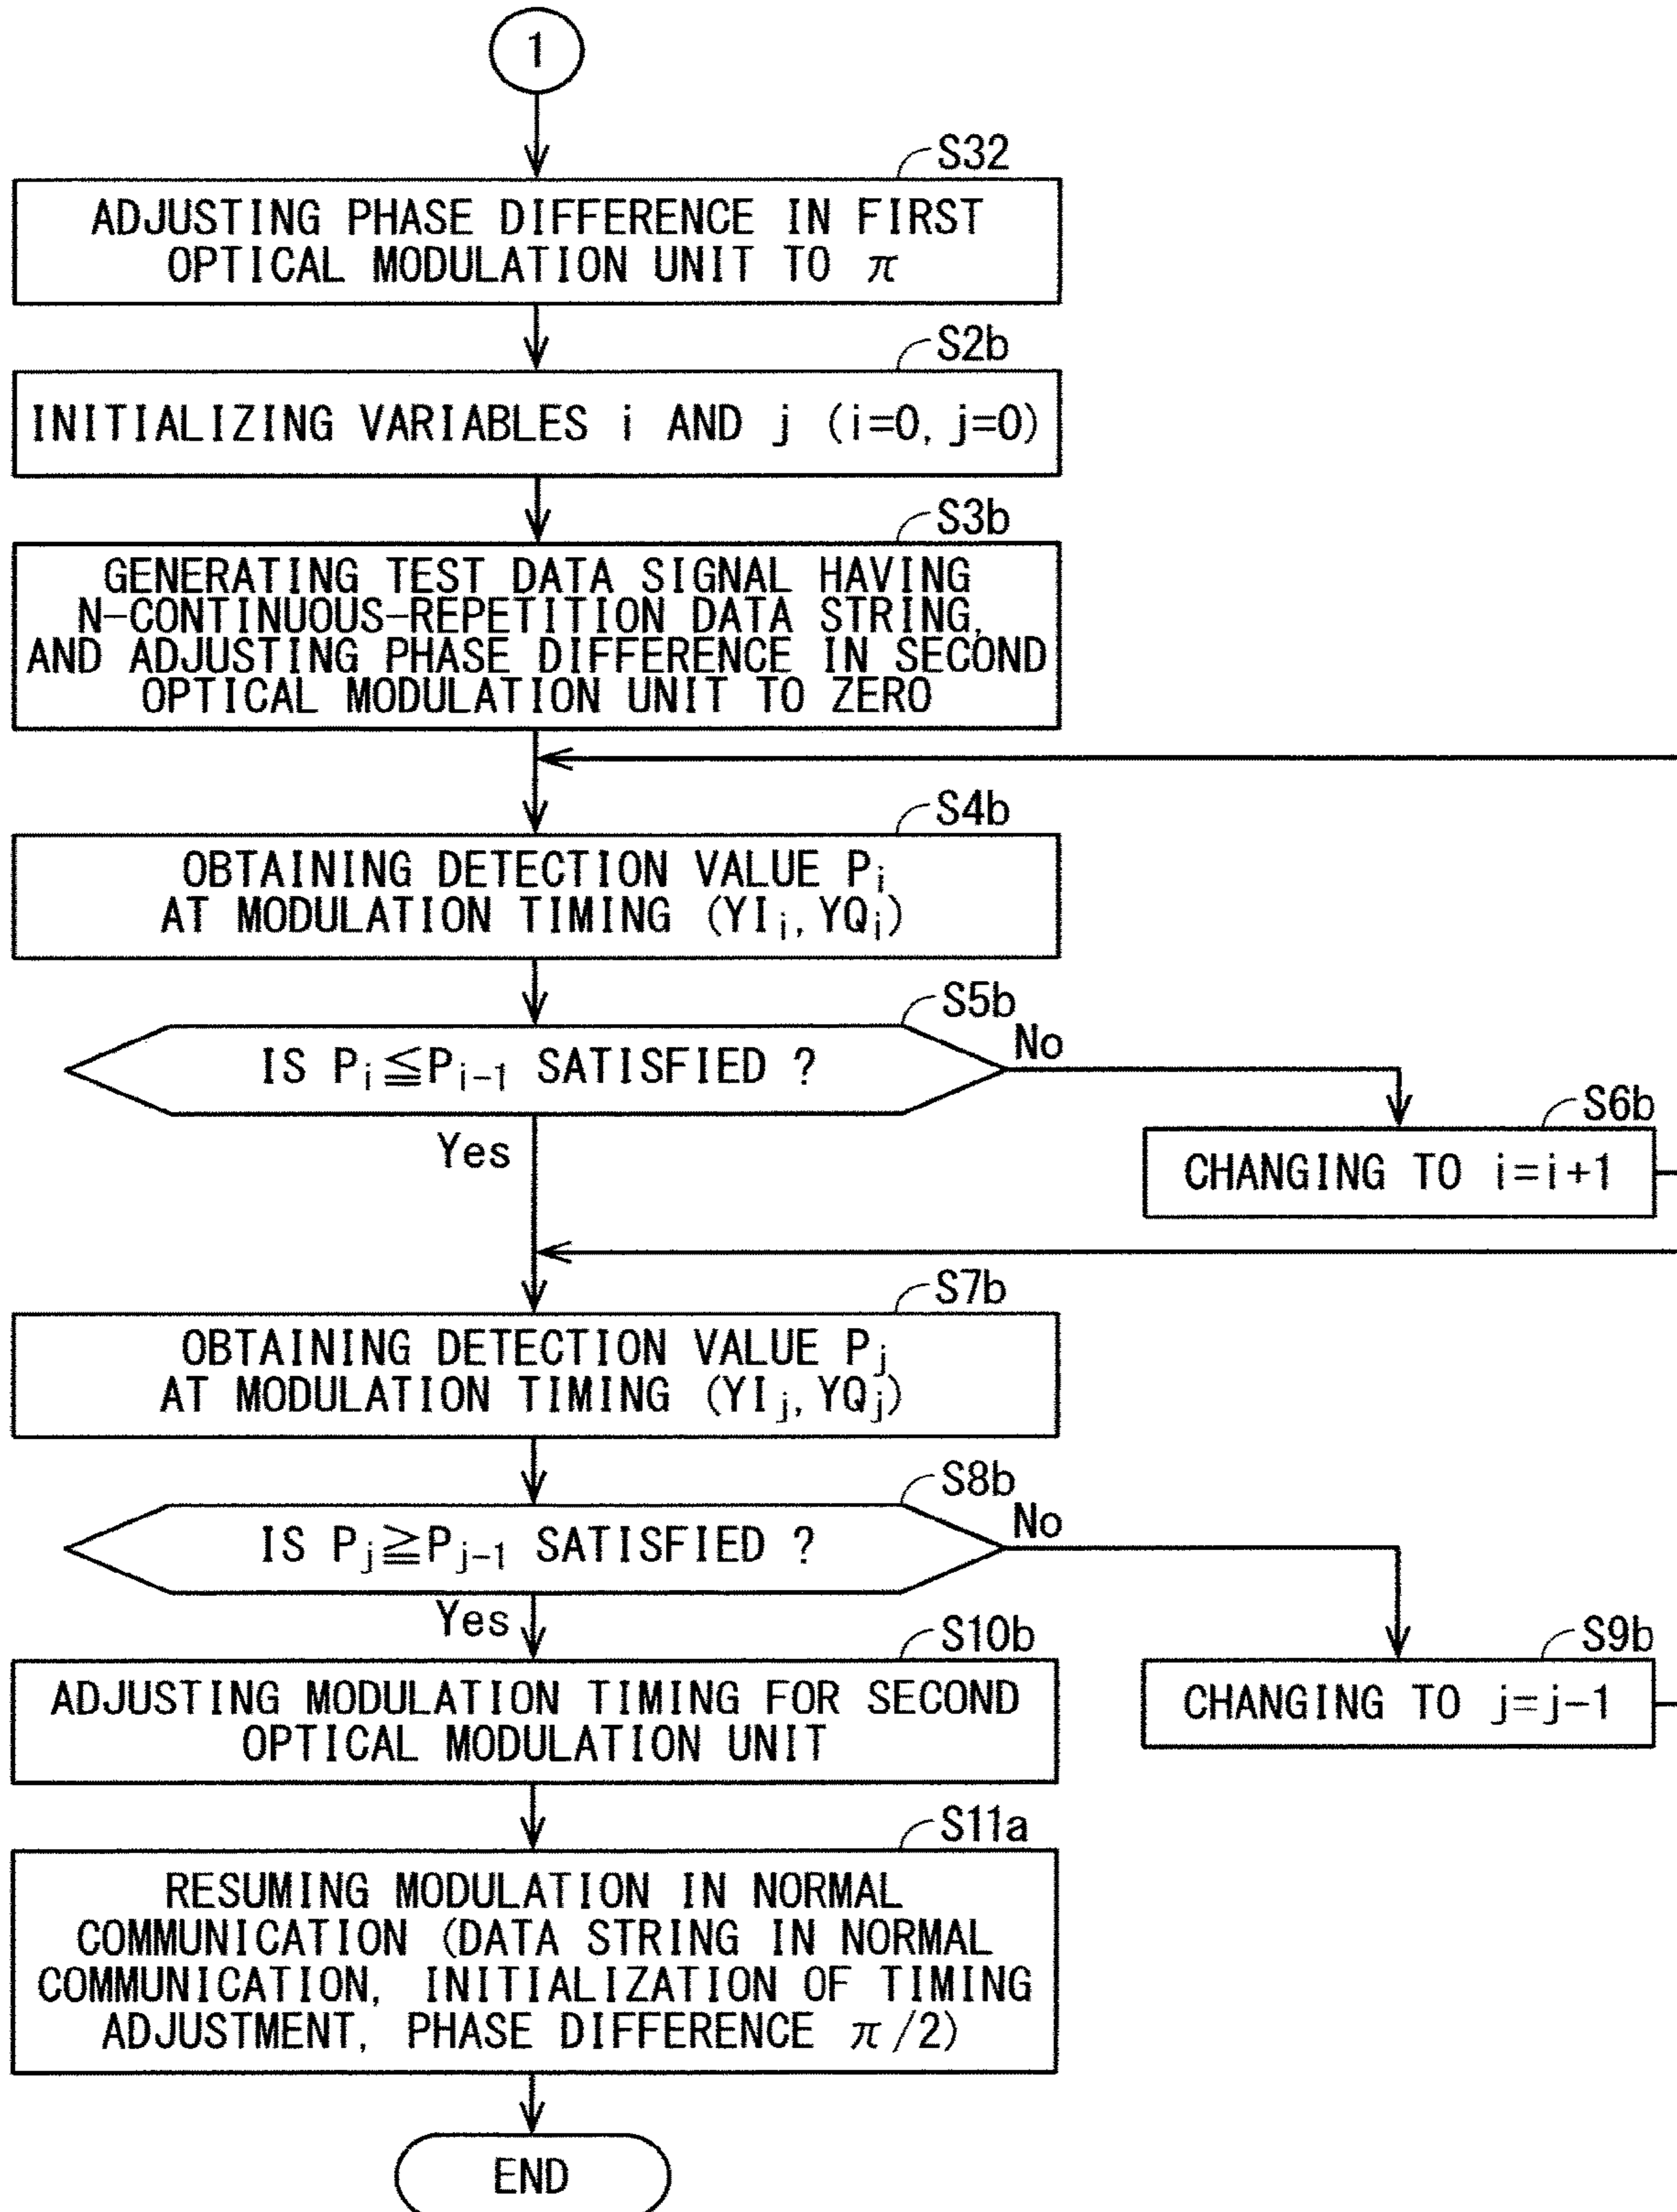 1
S32
ADJUSTING PHASE DIFFERENCE IN FIRST
OPTICAL MODULATION UNIT TO π
S2b
INITIALIZING VARIABLES i AND j (i=0, j=0)
S3b
GENERATING TEST DATA SIGNAL HAVING
N-CONTINUOUS-REPETITION DATA STRING,
AND ADJUSTING PHASE DIFFERENCE IN SECOND
OPTICAL MODULATION UNIT TO ZERO
S4b
OBTAINING DETECTION VALUE Pi
AT MODULATION TIMING (YIi, YQi)
S5b
IS Pi≦Pi-1 SATISFIED ?
No
Yes
S6b
CHANGING TO i=i+1
S7b
OBTAINING DETECTION VALUE Pj
AT MODULATION TIMING (YIj, YQj)
S8b
IS Pj≧Pj-1 SATISFIED ?
No
Yes
S9b
CHANGING TO j=j-1
S10b
ADJUSTING MODULATION TIMING FOR SECOND
OPTICAL MODULATION UNIT
S11a
RESUMING MODULATION IN NORMAL
COMMUNICATION (DATA STRING IN NORMAL
COMMUNICATION, INITIALIZATION OF TIMING
ADJUSTMENT, PHASE DIFFERENCE π/2)
END